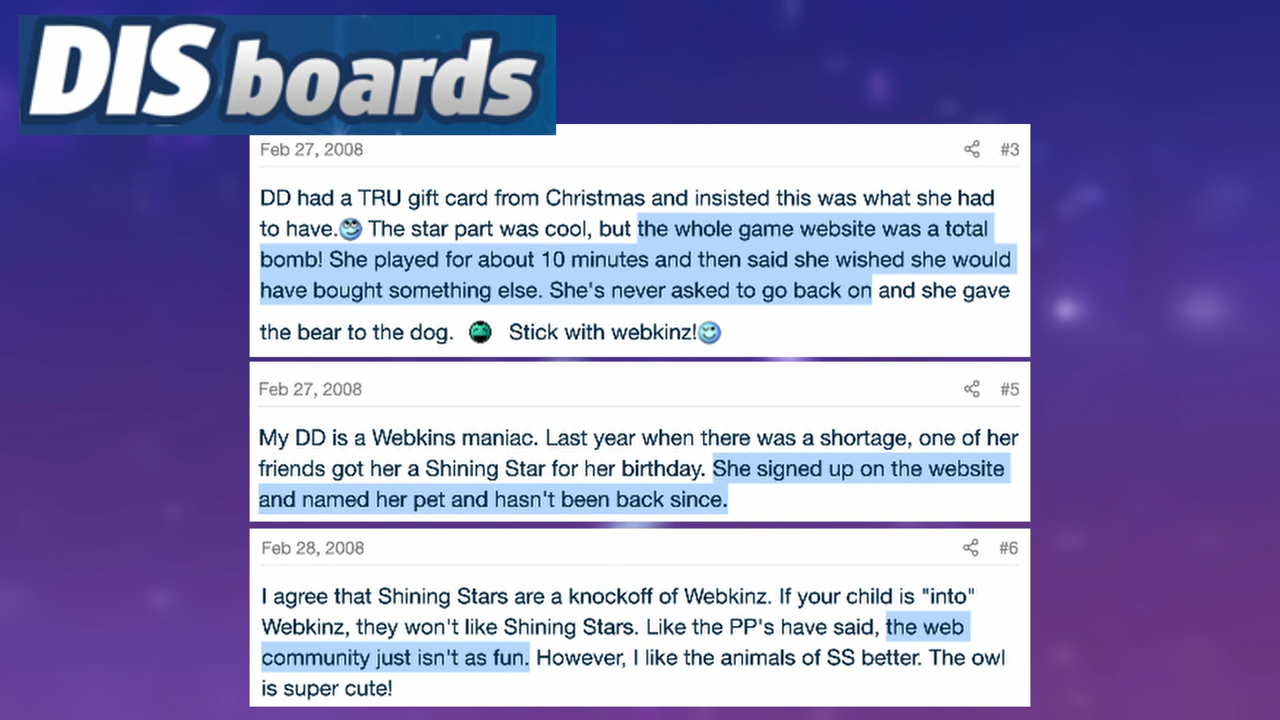 DIS boards
Feb 27, 2008 #3
DD had a TRU gift card from Christmas and insisted this was what she had
to have. The star part was cool, but the whole game website was a total
bomb! She played for about 10 minutes and then said she wished she would
have bought something else. She's never asked to go back on and she gave
the bear to the dog. Stick with webkinz!
Feb 27, 2008 #5
My DD is a Webkins maniac. Last year when there was a shortage, one of her
friends got her a Shining Star for her birthday. She signed up on the website
and named her pet and hasn't been back since.
Feb 28, 2008 #6
I agree that Shining Stars are a knockoff of Webkinz. If your child is "into"
Webkinz, they won't like Shining Stars. Like the PP's have said, the web
community just isn't as fun. However, I like the animals of SS better. The owl
is super cute!